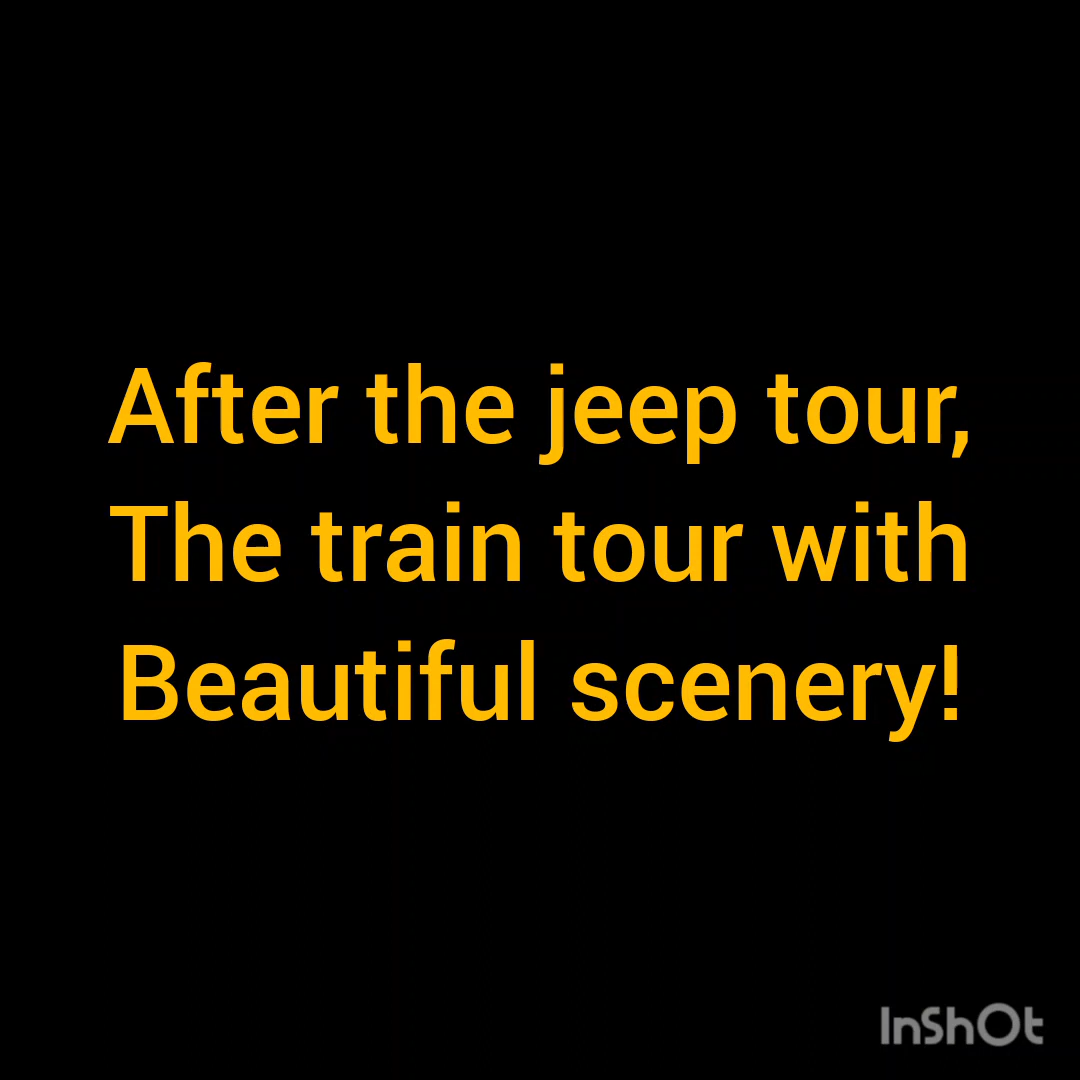 After the jeep tour,
The train tour with
Beautiful scenery!
InShOt